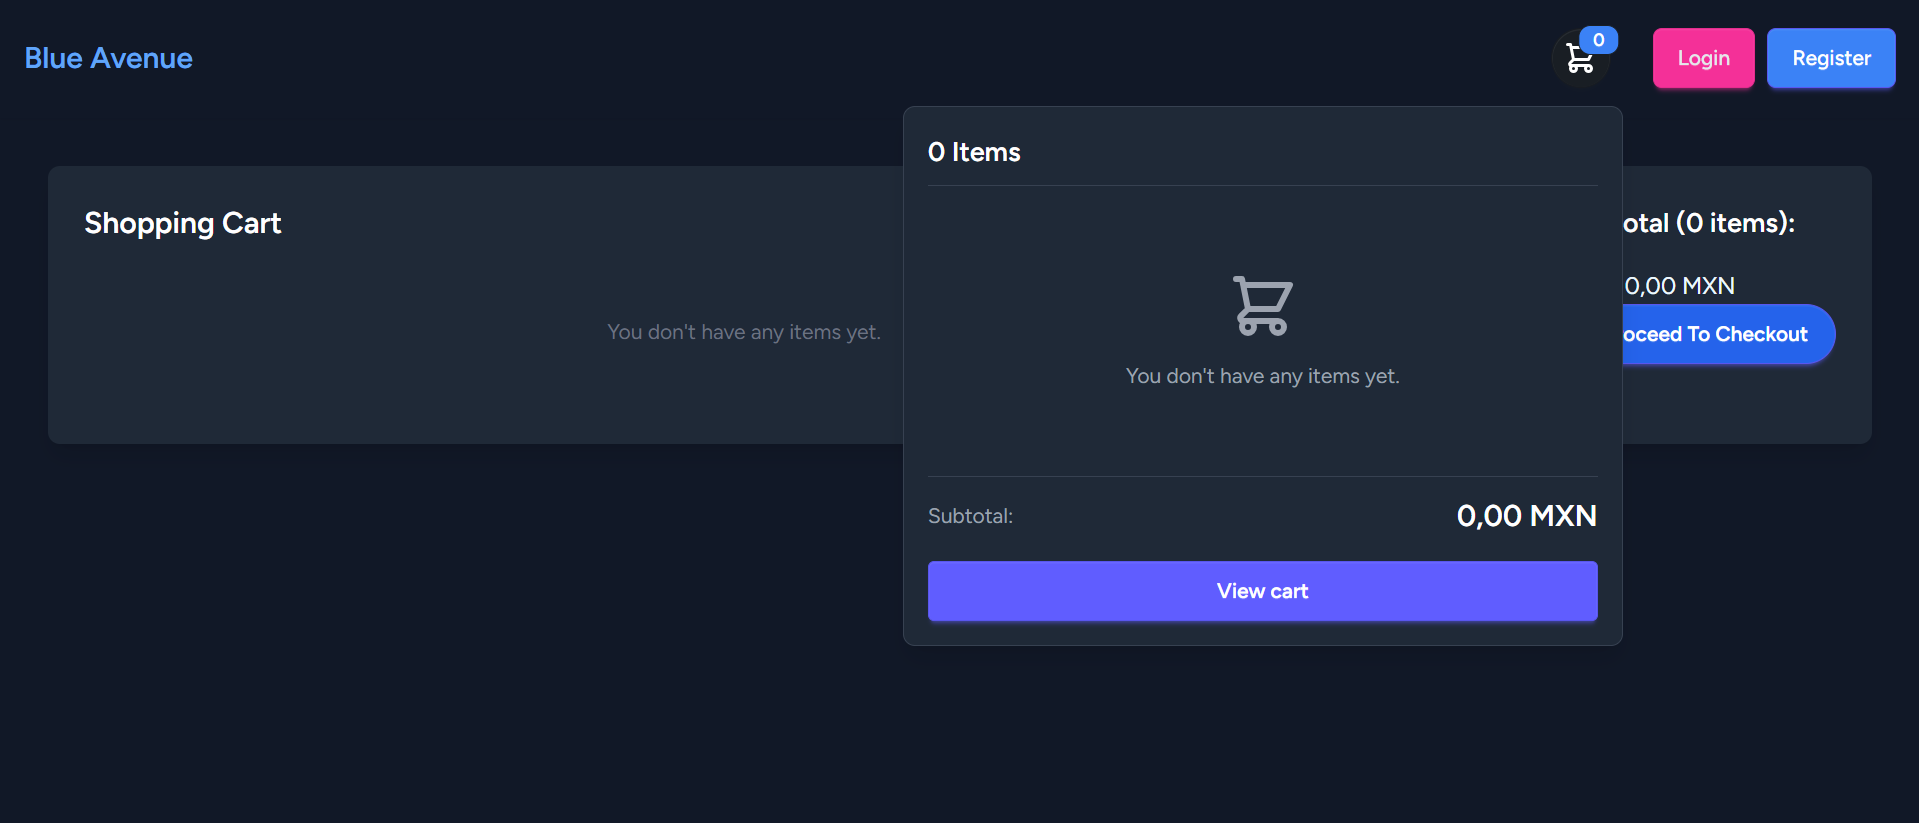 Blue Avenue
0
Login
Register
0 Items
Shopping Cart
otal (0 items):
0,00 MXN
You don't have any items yet.
oceed To Checkout
You don't have any items yet.
Subtotal:
0,00 MXN
View cart